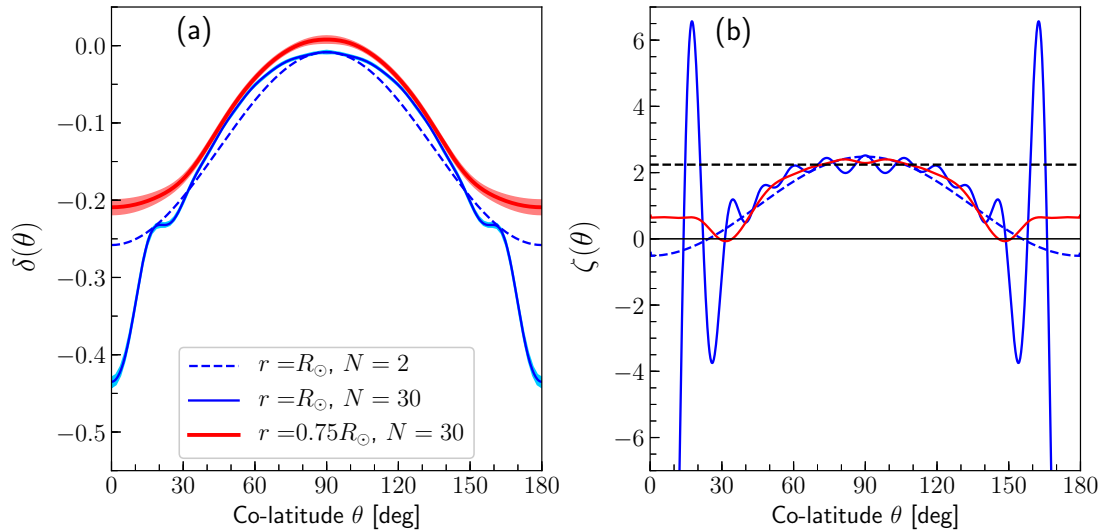 (a)
0.0
−0.1
−0.2
−0.3
−0.4
−0.5
δ(θ)
r =R⊙, N = 2
r =R⊙, N = 30
r =0.75R⊙, N = 30
0 30 60 90 120 150 180
Co-latitude θ [deg]
(b)
6
4
2
0
−2
−4
−6
ζ(θ)
0 30 60 90 120 150 180
Co-latitude θ [deg]